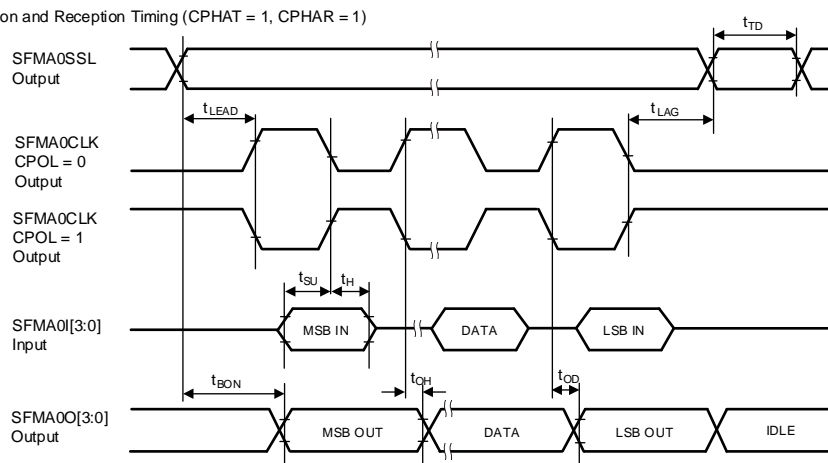 on and Reception Timing (CPHAT = 1, CPHAR = 1)
tTD
SFMA0SSL
Output
tLEAD
tLAG
SFMA0CLK
CPOL = 0
Output
SFMA0CLK
CPOL = 1
Output
tSU
tH
SFMA0I[3:0]
Input
MSB IN
DATA
LSB IN
tBON
tOH
tOD
SFMA0O[3:0]
Output
MSB OUT
DATA
LSB OUT
IDLE